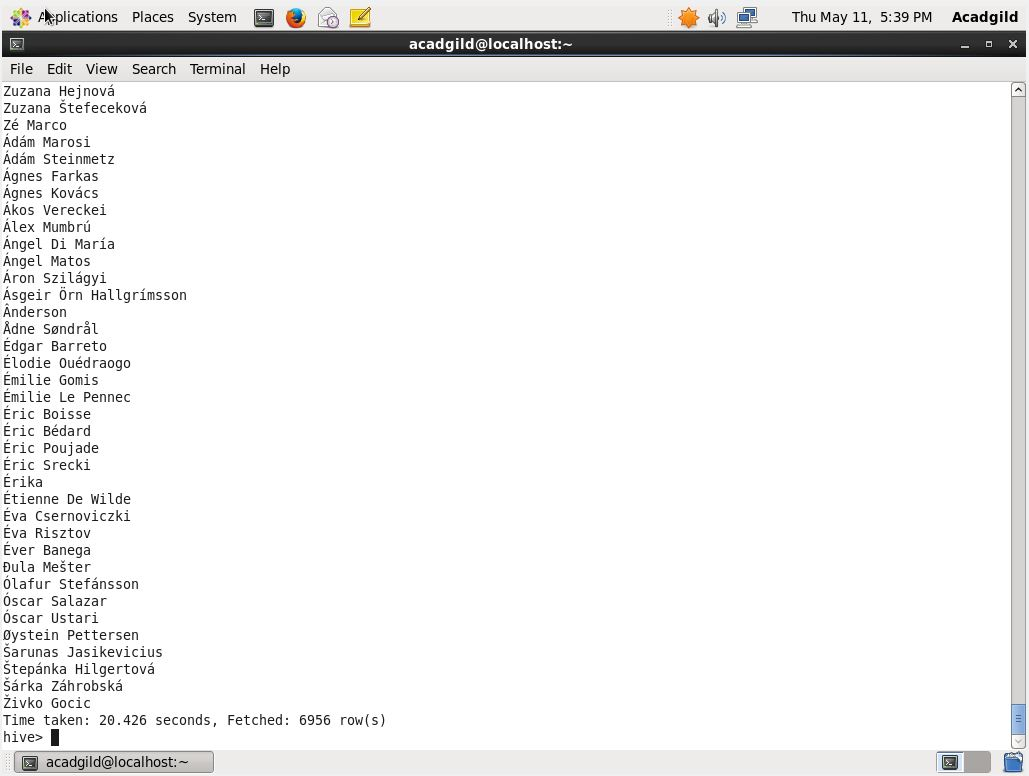 Applications Places System Thu May 11, 5:39 PM Acadgild
acadgild@localhost:~
File Edit View Search Terminal Help
Zuzana Hejnová
Zuzana Štefeceková
Zé Marco
Ádám Marosi
Ádám Steinmetz
Ágnes Farkas
Ágnes Kovács
Ákos Vereckei
Álex Mumbrú
Ángel Di María
Ángel Matos
Áron Szilágyi
Ásgeir Örn Hallgrímsson
Ânderson
Ådne Søndrål
Édgar Barreto
Élodie Ouédraogo
Émilie Gomis
Émilie Le Pennec
Éric Boisse
Éric Bédard
Éric Poujade
Éric Srecki
Érika
Étienne De Wilde
Éva Csernoviczki
Éva Risztov
Éver Banega
Ðula Mešter
Ólafur Stefánsson
Óscar Salazar
Óscar Ustari
Øystein Pettersen
Šarunas Jasikevicius
Štepánka Hilgertová
Šárka Záhrobská
Živko Gocic
Time taken: 20.426 seconds, Fetched: 6956 row(s)
hive>
acadgild@localhost:~